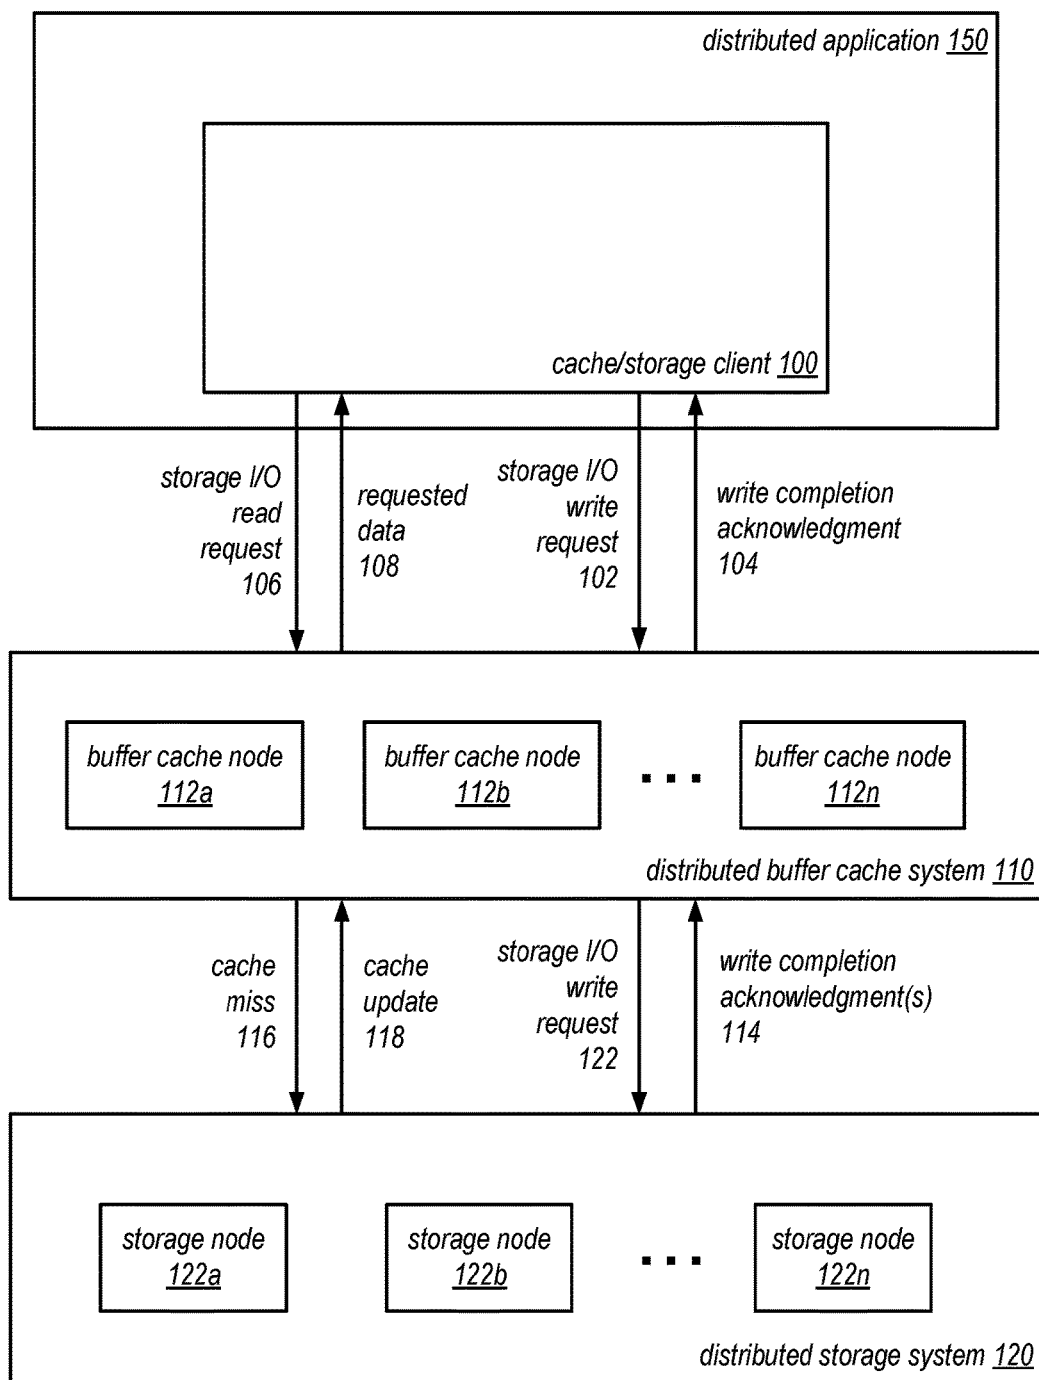 distributed application 150
cache/storage client 100
storage I/O
read
request
106
requested
data
108
storage I/O
write
request
102
write completion
acknowledgment
104
buffer cache node
112a
buffer cache node
112b
buffer cache node
112n
distributed buffer cache system 110
cache
miss
116
cache
update
118
storage I/O
write
request
122
write completion
acknowledgment(s)
114
storage node
122a
storage node
122b
storage node
122n
distributed storage system 120